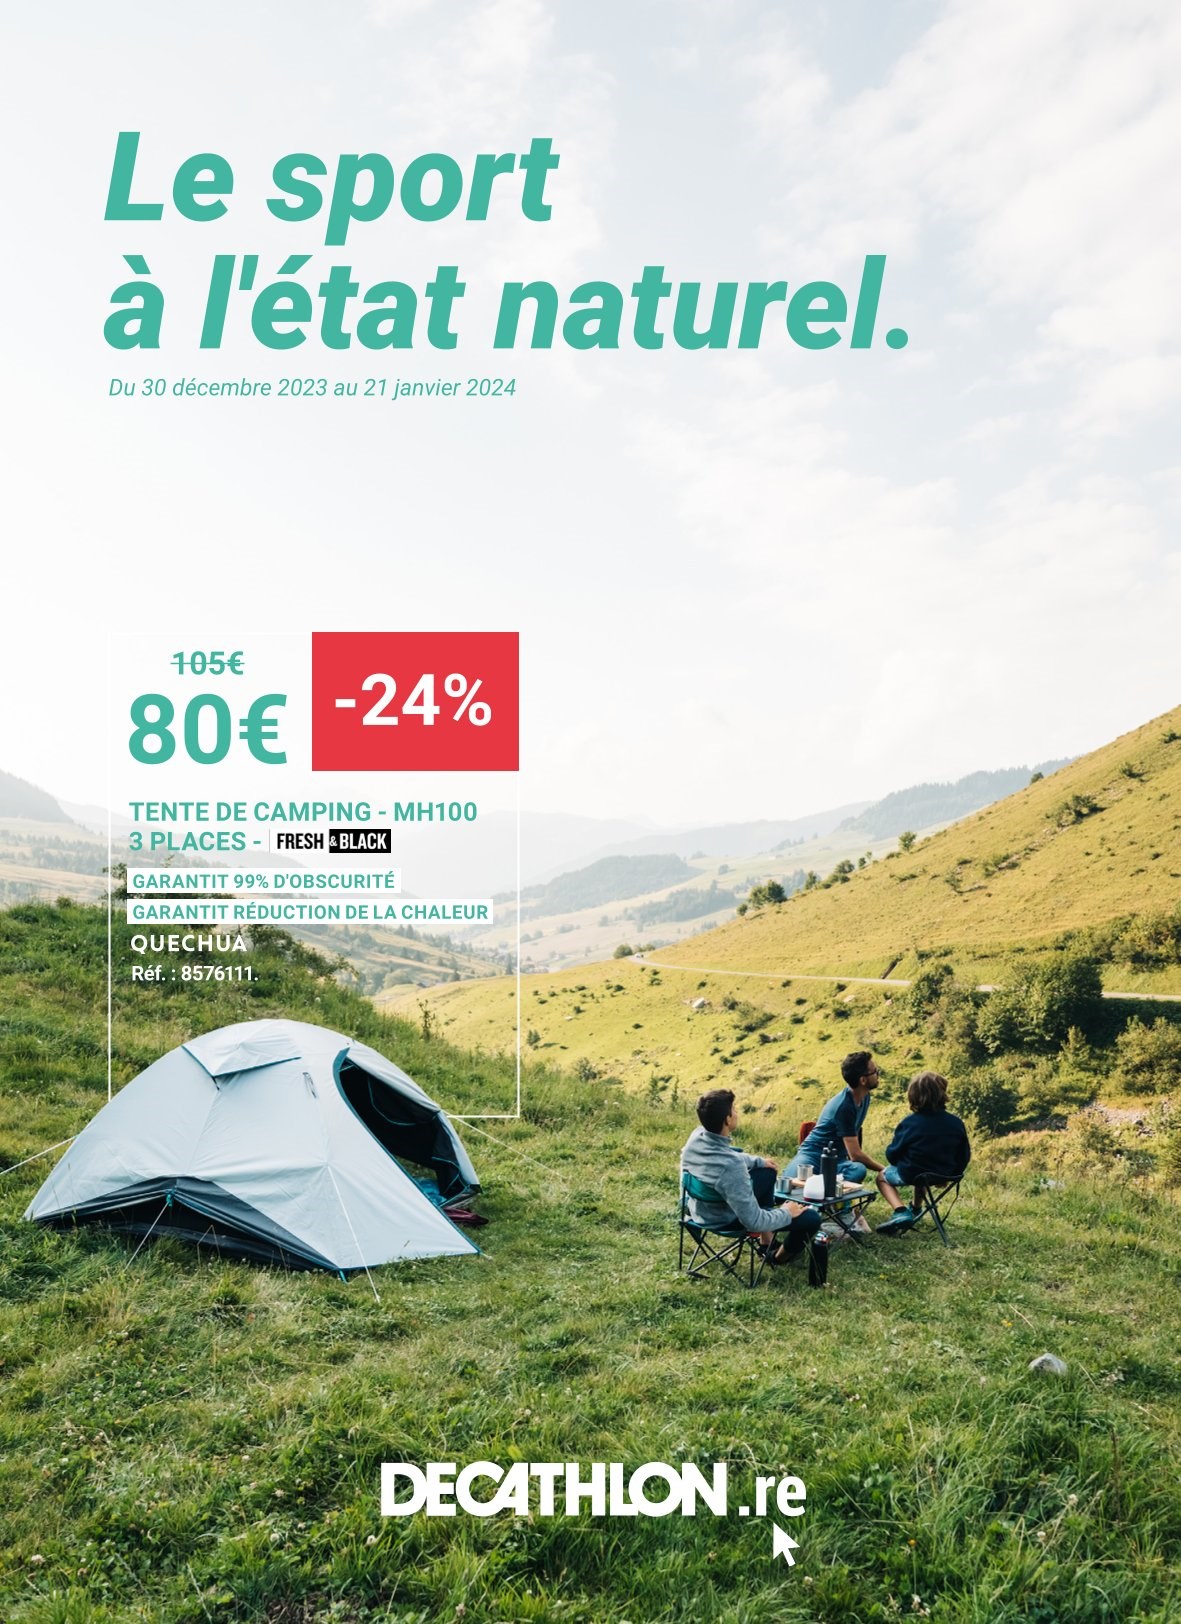 Le sport
à l'état naturel.
Du 30 décembre 2023 au 21 janvier 2024
105€
80€
-24%
TENTE DE CAMPING - MH100
3 PLACES - FRESH & BLACK
GARANTIT 99% D'OBSCURITÉ
GARANTIT RÉDUCTION DE LA CHALEUR
QUECHUA
Réf. : 8576111.
DECATHLON.re